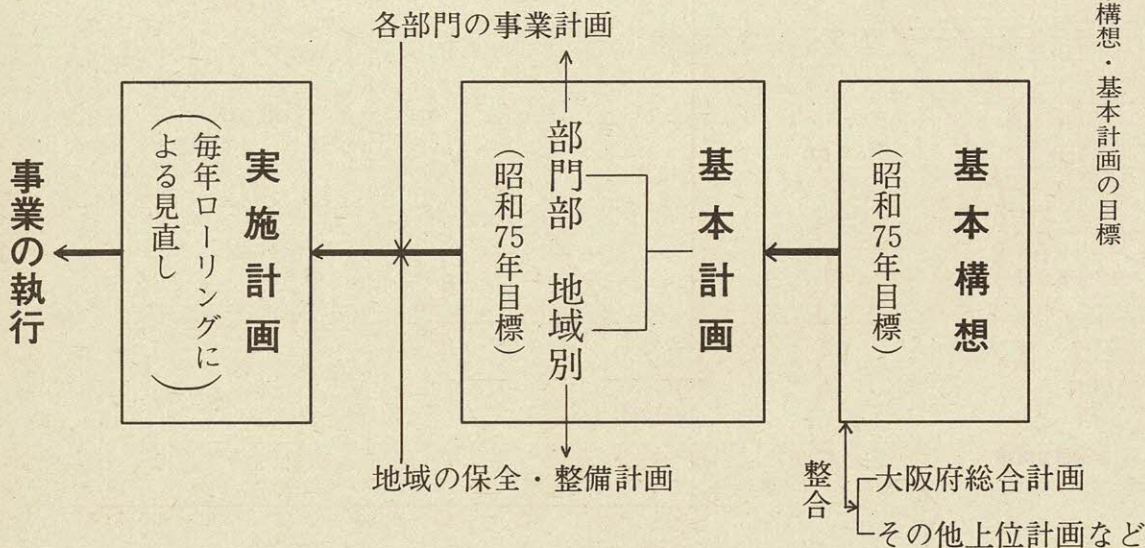 構想・基本計画の目標
基本構想
（昭和75年目標）
整合
大阪府総合計画
その他上位計画など
基本計画
部門部 地域別
（昭和75年目標）
各部門の事業計画
地域の保全・整備計画
実施計画
（毎年ローリングに
よる見直し）
事業の執行